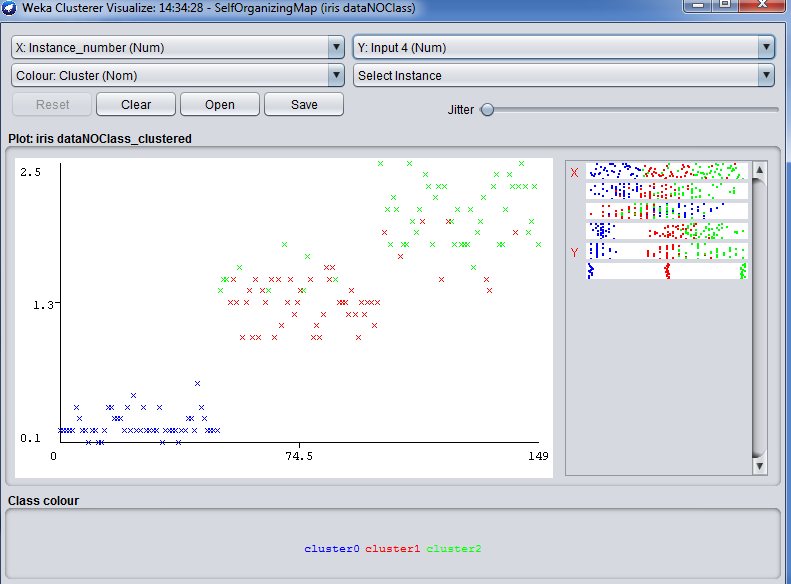 Weka Clusterer Visualize: 14:34:28 - SelfOrganizingMap (iris dataNOClass)
X: Instance_number (Num) Y: Input 4 (Num)
Colour: Cluster (Nom) Select Instance
Reset Clear Open Save Jitter
Plot: iris dataNOClass_clustered
2.5
1.3
0.1
0 74.5 149
X
Y
Class colour
cluster0 cluster1 cluster2